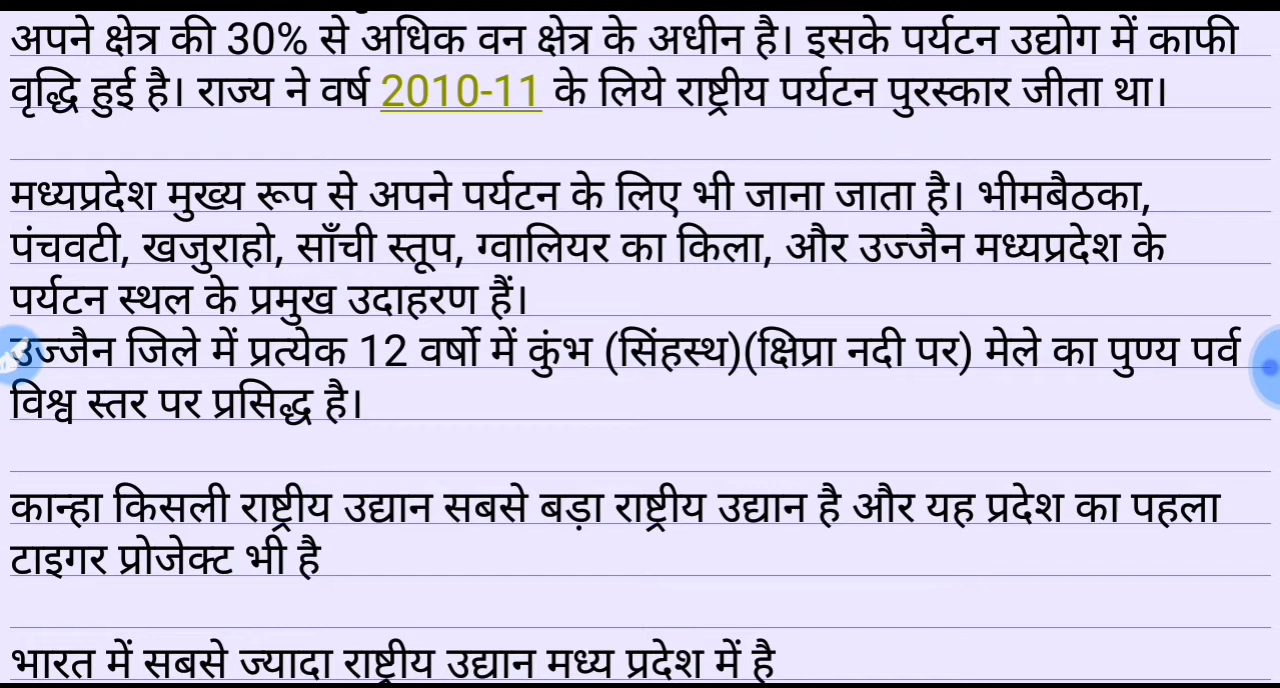 अपने क्षेत्र की 30% से अधिक वन क्षेत्र के अधीन है। इसके पर्यटन उद्योग में काफी
वृद्धि हुई है। राज्य ने वर्ष 2010-11 के लिये राष्ट्रीय पर्यटन पुरस्कार जीता था।
मध्यप्रदेश मुख्य रूप से अपने पर्यटन के लिए भी जाना जाता है। भीमबैठका,
पंचवटी, खजुराहो, साँची स्तूप, ग्वालियर का किला, और उज्जैन मध्यप्रदेश के
पर्यटन स्थल के प्रमुख उदाहरण हैं।
उज्जैन जिले में प्रत्येक 12 वर्षो में कुंभ (सिंहस्थ)(क्षिप्रा नदी पर) मेले का पुण्य पर्व
विश्व स्तर पर प्रसिद्ध है।
कान्हा किसली राष्ट्रीय उद्यान सबसे बड़ा राष्ट्रीय उद्यान है और यह प्रदेश का पहला
टाइगर प्रोजेक्ट भी है
भारत में सबसे ज्यादा राष्ट्रीय उद्यान मध्य प्रदेश में है